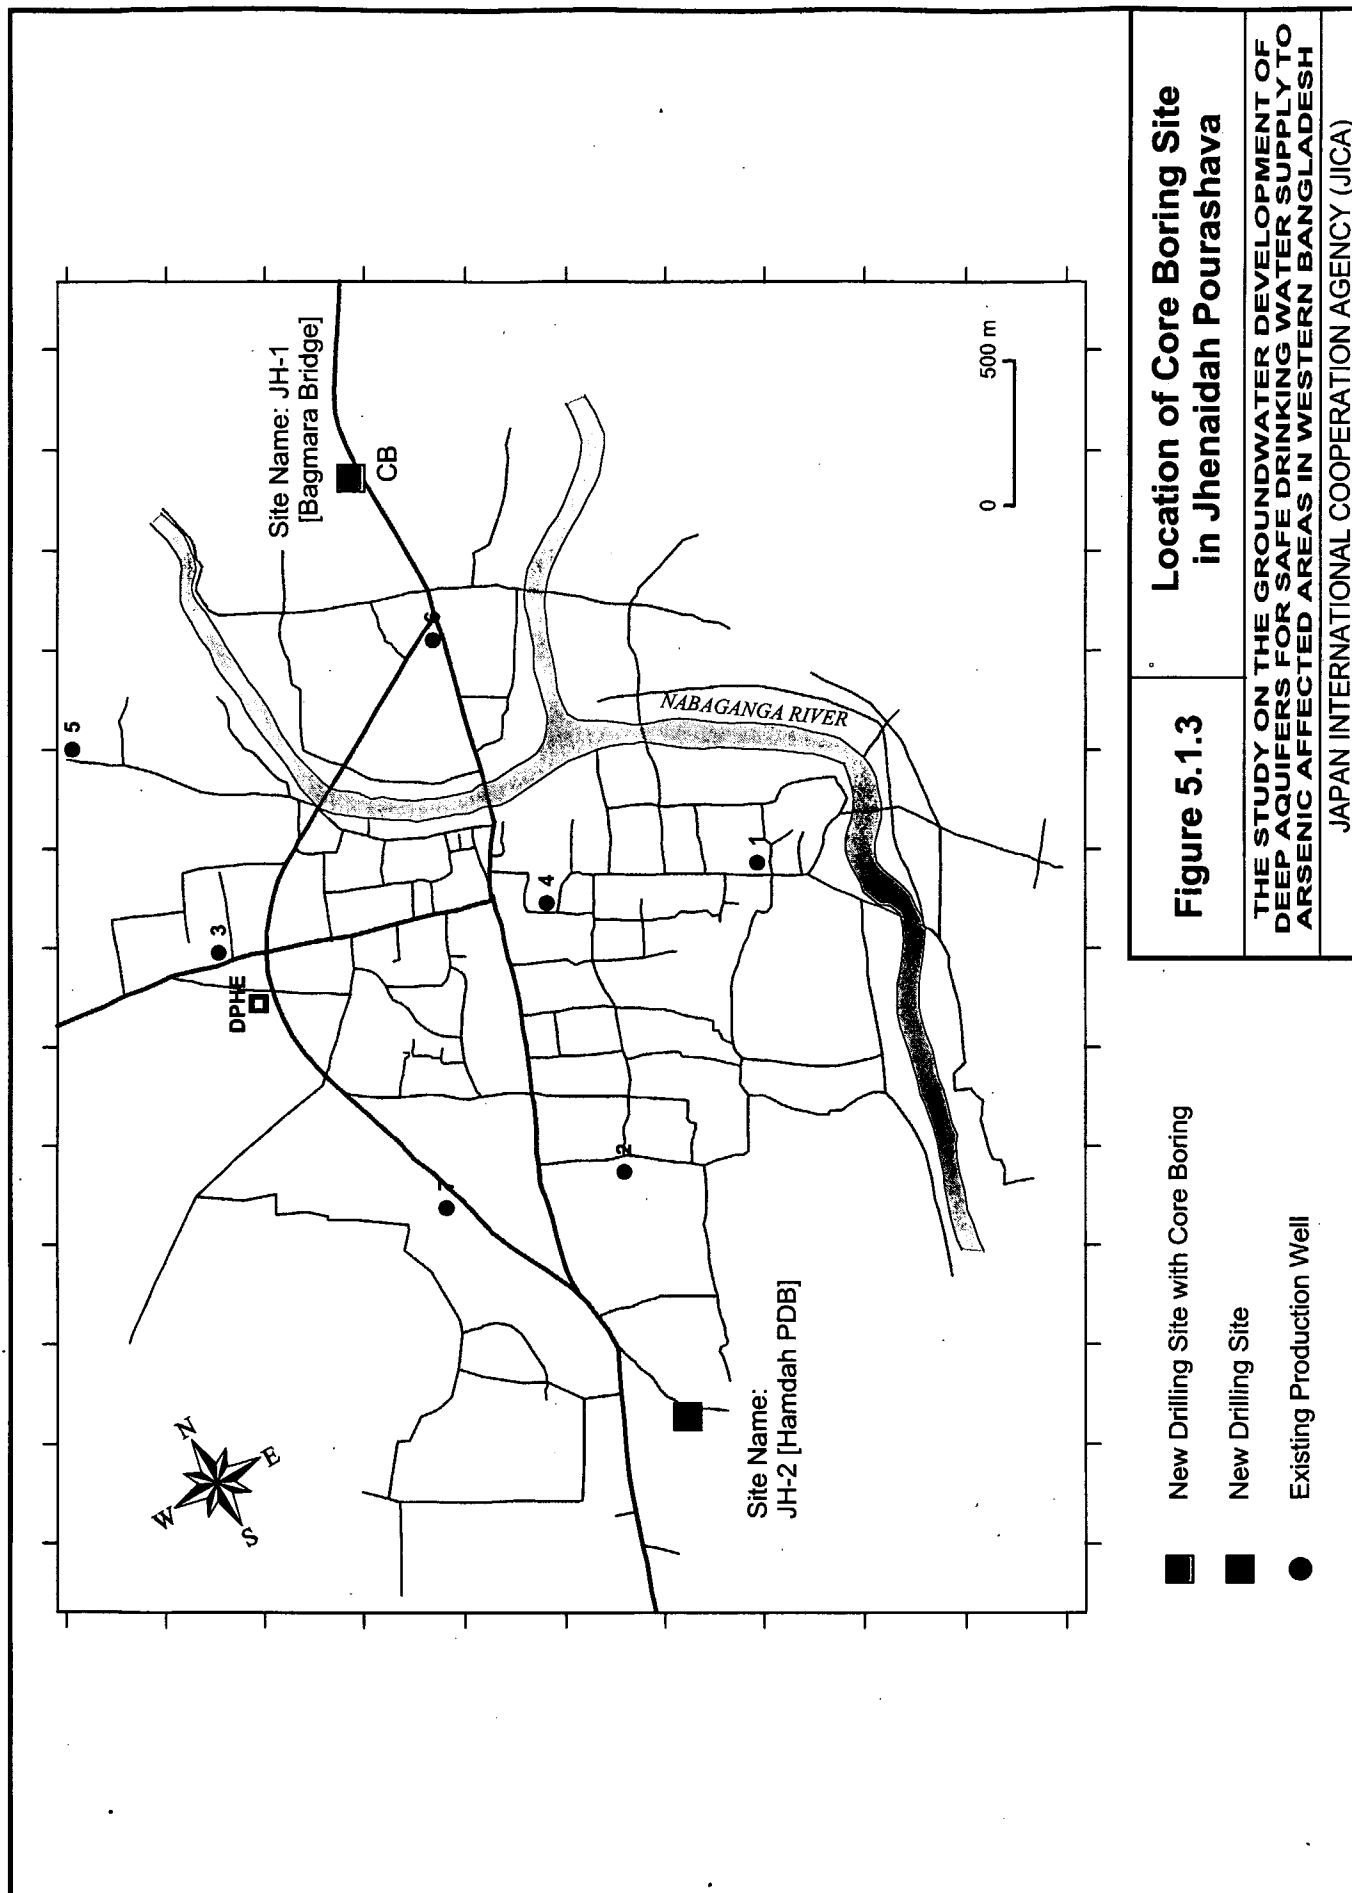 5
3
DPHE
Site Name: JH-1
[Bagmara Bridge]
CB
6
7
4
2
1
NABAGANGA RIVER
N
E
S
W
Site Name:
JH-2 [Hamdah PDB]
0
500 m
New Drilling Site with Core Boring
New Drilling Site
Existing Production Well
Figure 5.1.3
Location of Core Boring Site
in Jhenaidah Pourashava
THE STUDY ON THE GROUNDWATER DEVELOPMENT OF
DEEP AQUIFERS FOR SAFE DRINKING WATER SUPPLY TO
ARSENIC AFFECTED AREAS IN WESTERN BANGLADESH
JAPAN INTERNATIONAL COOPERATION AGENCY (JICA)